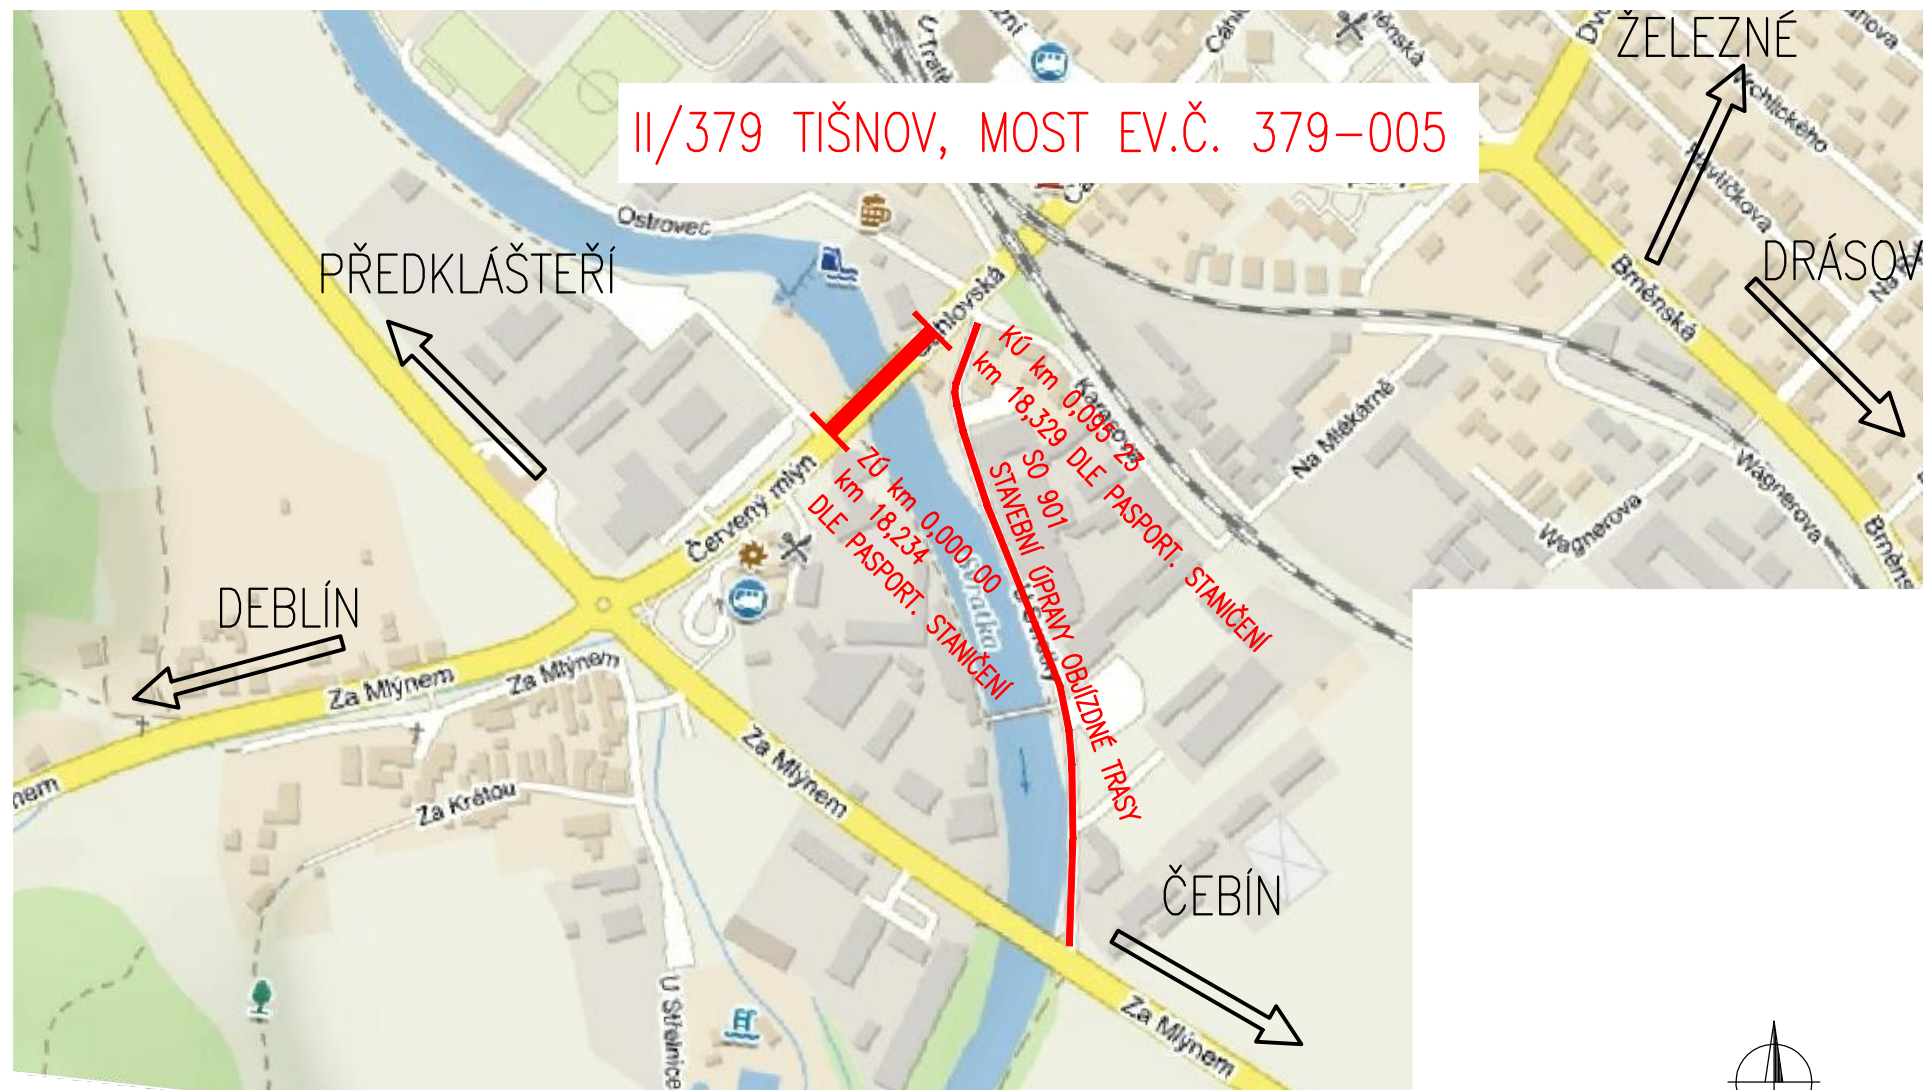 ŽELEZNÉ
II/379 TIŠNOV, MOST EV.Č. 379-005
Vrchlického
Havlíčkova
Ostrovec
PŘEDKLÁŠTEŘÍ
DRÁSOV
Brněnská
KÚ km 0,095 23
km 18,329 DLE PASPORT. STANIČENÍ
SO 901
STAVEBNÍ ÚPRAVY OBJÍZDNÉ TRASY
Na Mlékárně
Wagnerova
Wagnerova
Červený mlýn
ZÚ km 0,000 00
km 18,234
DLE PASPORT. STANIČENÍ
Svratka
DEBLÍN
Za Mlýnem
Za Mlýnem
Za Mlýnem
Za Krétou
ČEBÍN
U Střelnice
Za Mlýnem